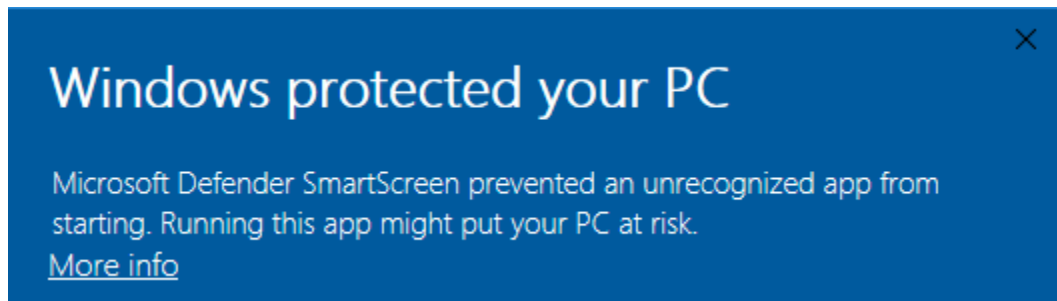 Windows protected your PC
Microsoft Defender SmartScreen prevented an unrecognized app from
starting. Running this app might put your PC at risk.
More info